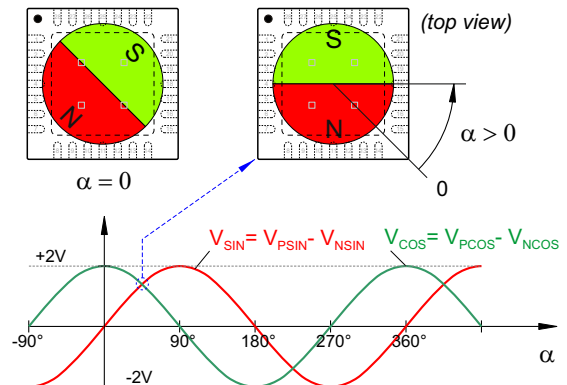 (top view)
S
N
S
N
α = 0
α > 0
0
V_SIN = V_PSIN - V_NSIN
V_COS = V_PCOS - V_NCOS
+2V
-90°
90°
180°
270°
360°
α
-2V